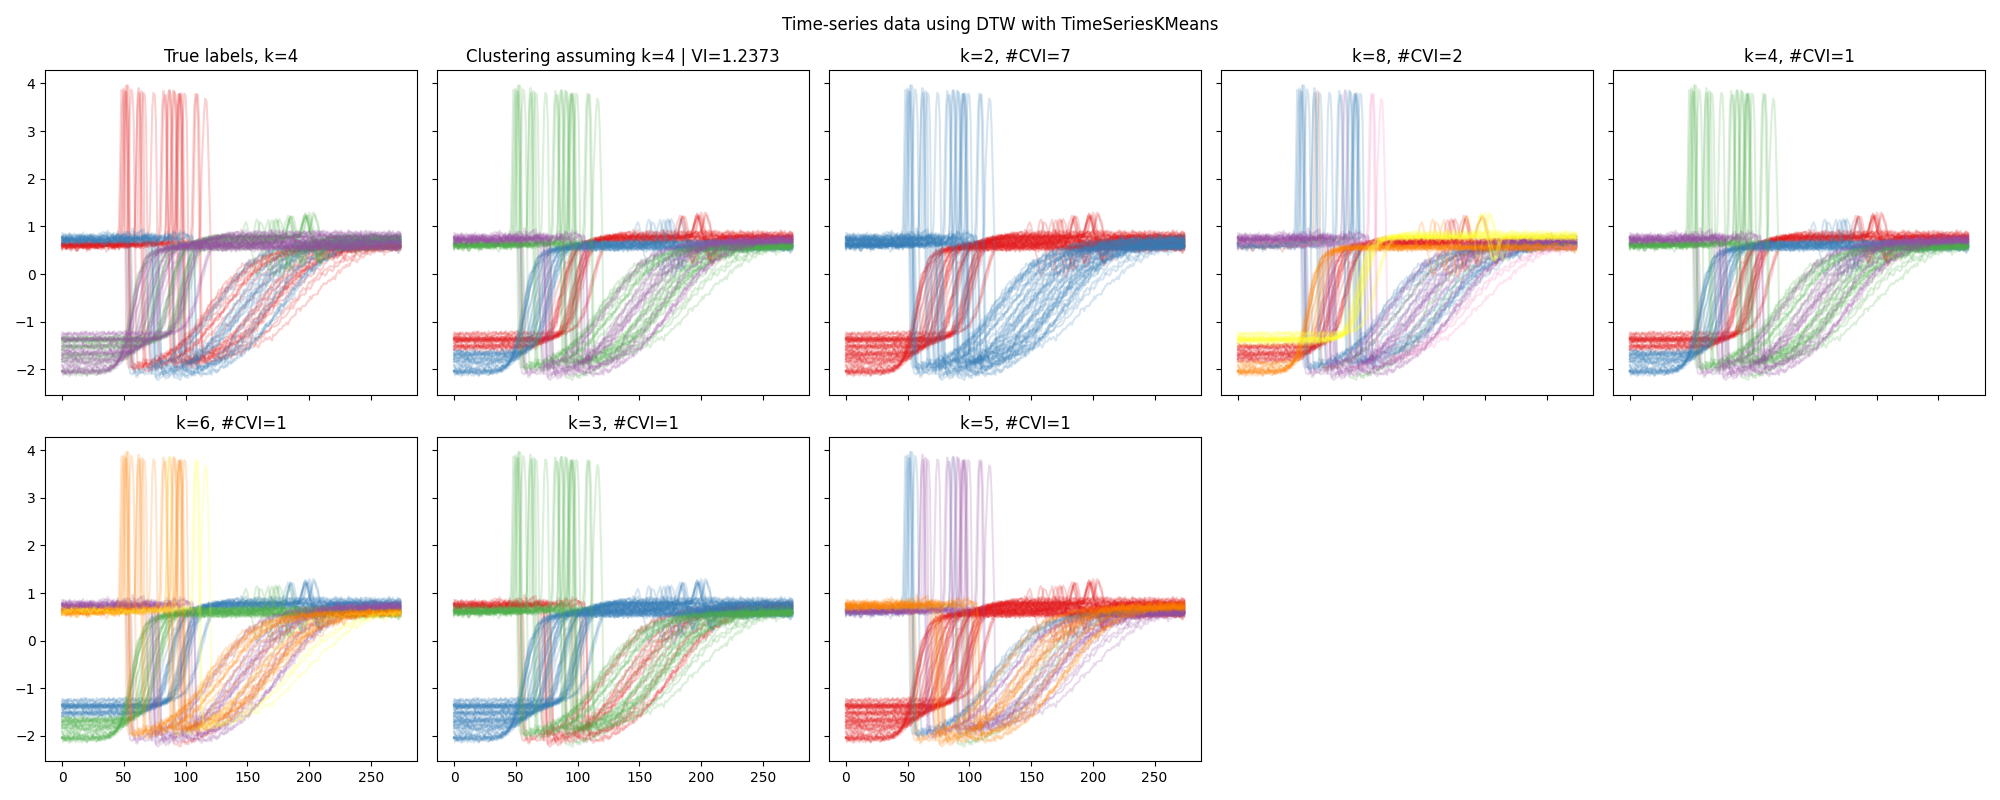 Time-series data using DTW with TimeSeriesKMeans
True labels, k=4
Clustering assuming k=4 | VI=1.2373
k=2, #CVI=7
k=8, #CVI=2
k=4, #CVI=1
4
3
2
1
0
−1
−2
k=6, #CVI=1
k=3, #CVI=1
k=5, #CVI=1
4
3
2
1
0
−1
−2
0 50 100 150 200 250
0 50 100 150 200 250
0 50 100 150 200 250